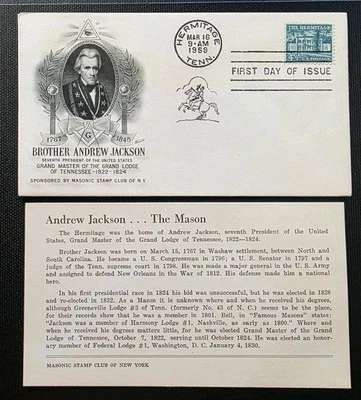 HERMITAGE
MAR 16
9-AM
1959
TENN.
THE HERMITAGE
U.S. POSTAGE
FIRST DAY OF ISSUE
1767
G
1845
BROTHER ANDREW JACKSON
SEVENTH PRESIDENT OF THE UNITED STATES
GRAND MASTER OF THE GRAND LODGE
OF TENNESSEE-1822-1824
SPONSORED BY MASONIC STAMP CLUB OF N.Y.
Andrew Jackson . . . The Mason
The Hermitage was the home of Andrew Jackson, seventh President of the United
States, Grand Master of the Grand Lodge of Tennessee, 1822—1824.
Brother Jackson was born on March 15, 1767 in Waxhaw settlement, between North and
South Carolina. He became a U. S. Congressman in 1796; a U. S. Senator in 1797 and a
judge of the Tenn. supreme court in 1798. He was made a major general in the U. S. Army
and assigned to defend New Orleans in the War of 1812. His defense made him a national
hero.
In his first presidential race in 1824 his bid was unsuccessful, but he was elected in 1828
and re-elected in 1832. As a Mason it is unknown where and when he received his degrees,
although Greeneville Lodge #3 of Tenn. (formerly No. 43 of N. C.) seems to be the place,
for their records show that he was a member in 1801. Bell, in "Famous Masons" states:
"Jackson was a member of Harmony Lodge #1, Nashville, as early as 1800." Where and
when he received his degrees matters little, for he was elected Grand Master of the Grand
Lodge of Tennessee, October 7, 1822, serving until October 1824. He was elected an honor-
ary member of Federal Lodge #1, Washington, D. C. January 4, 1830.
MASONIC STAMP CLUB OF NEW YORK